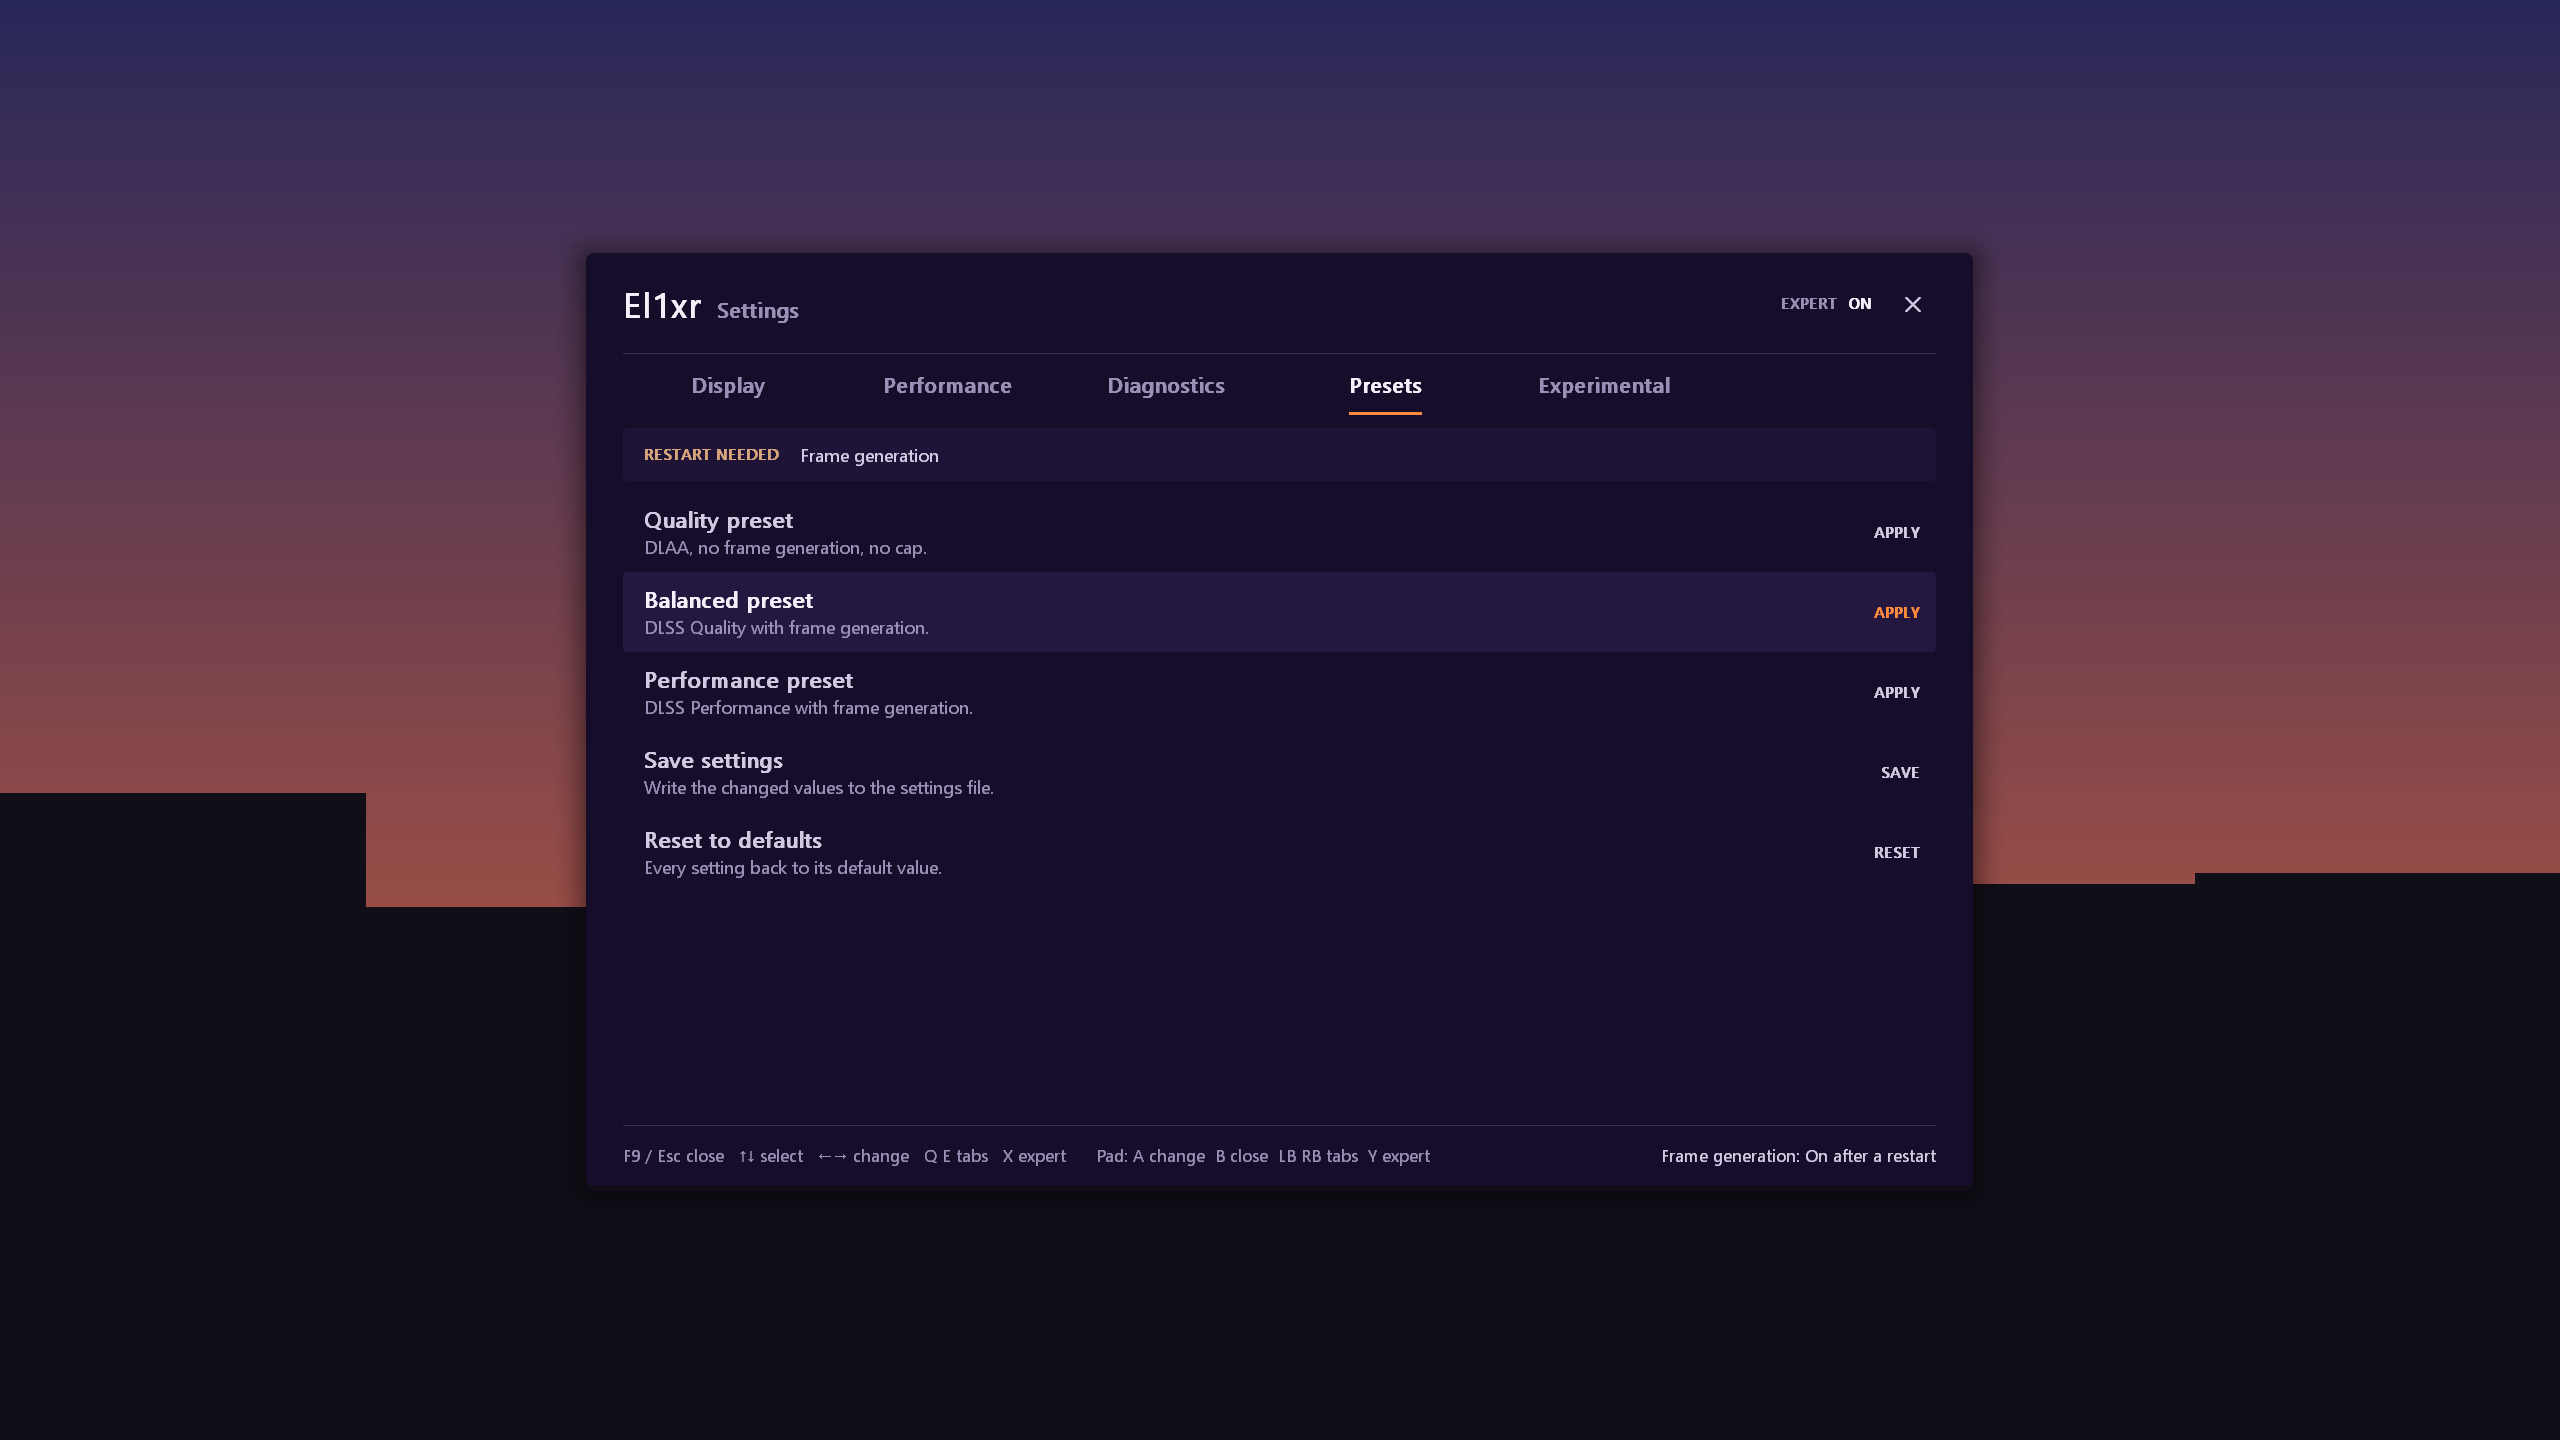 El1xr Settings EXPERT ON
Display Performance Diagnostics Presets Experimental
RESTART NEEDED Frame generation
Quality preset
DLAA, no frame generation, no cap.
APPLY
Balanced preset
DLSS Quality with frame generation.
APPLY
Performance preset
DLSS Performance with frame generation.
APPLY
Save settings
Write the changed values to the settings file.
SAVE
Reset to defaults
Every setting back to its default value.
RESET
F9 / Esc close ↑↓ select ←→ change Q E tabs X expert Pad: A change B close LB RB tabs Y expert Frame generation: On after a restart